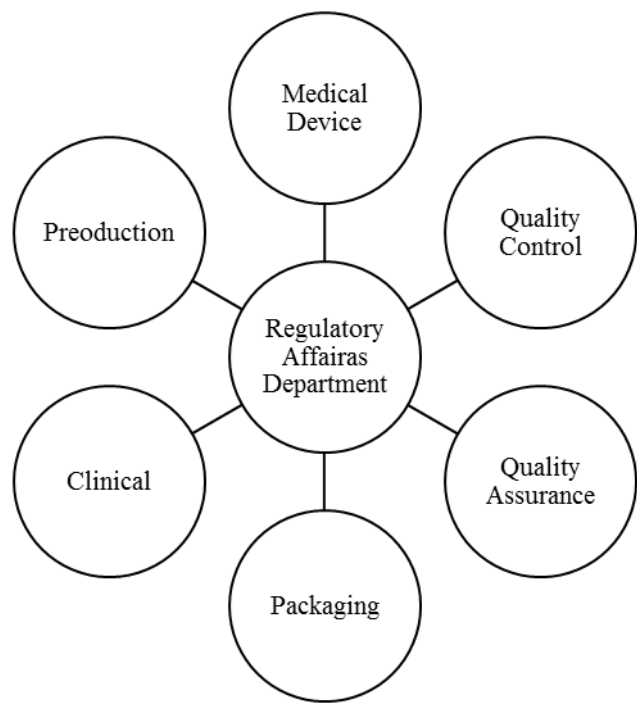 Medical
Device
Preoduction
Quality
Control
Regulatory
Affairas
Department
Clinical
Quality
Assurance
Packaging